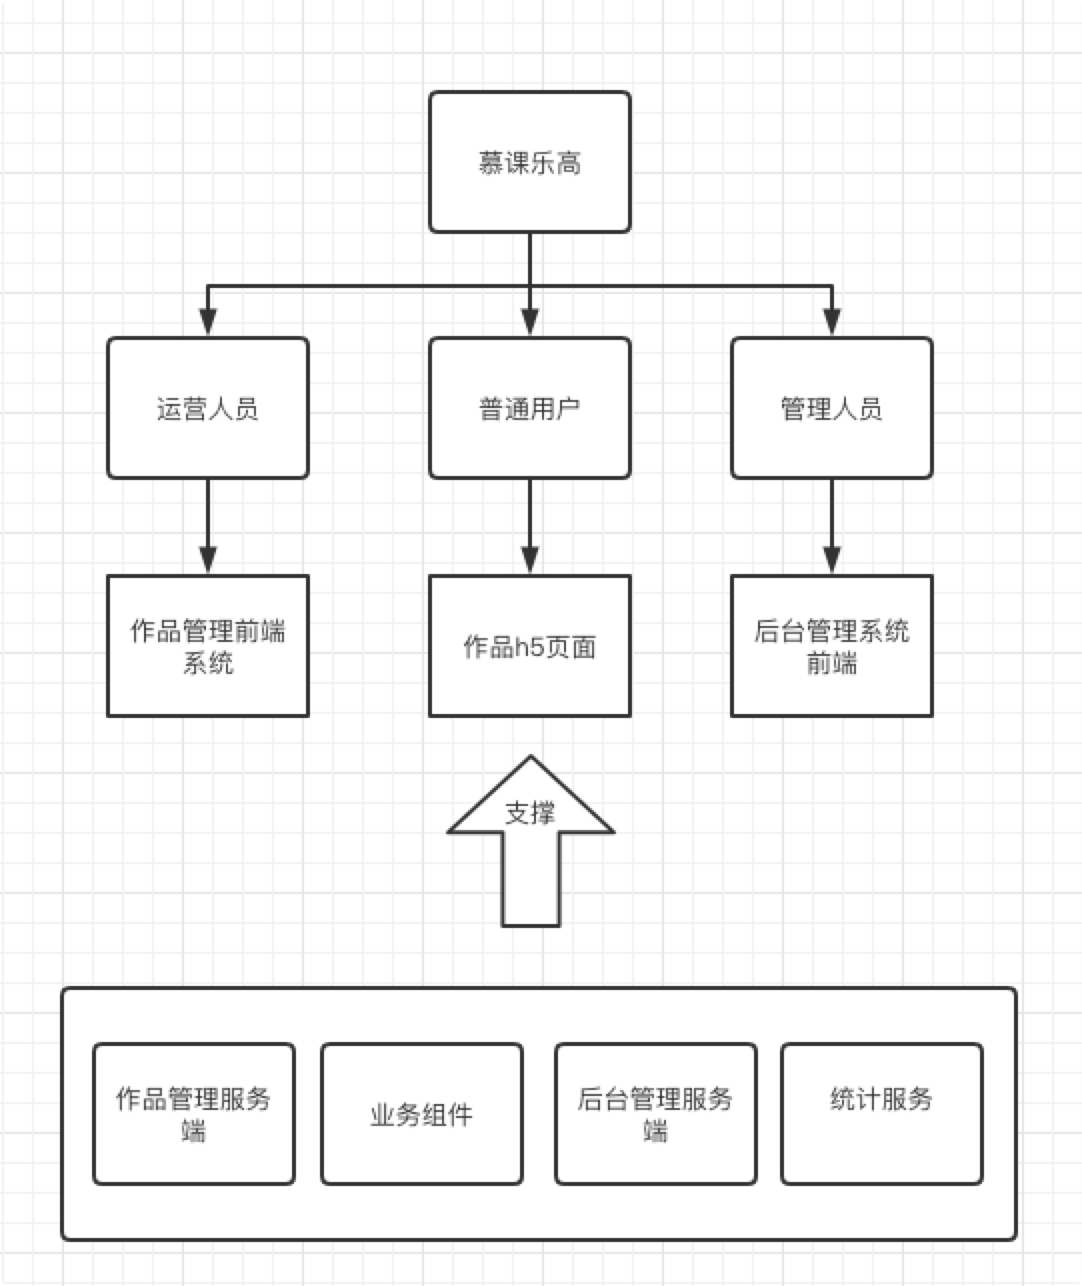 慕课乐高
运营人员
普通用户
管理人员
作品管理前端
系统
作品h5页面
后台管理系统
前端
支撑
作品管理服务
端
业务组件
后台管理服务
端
统计服务